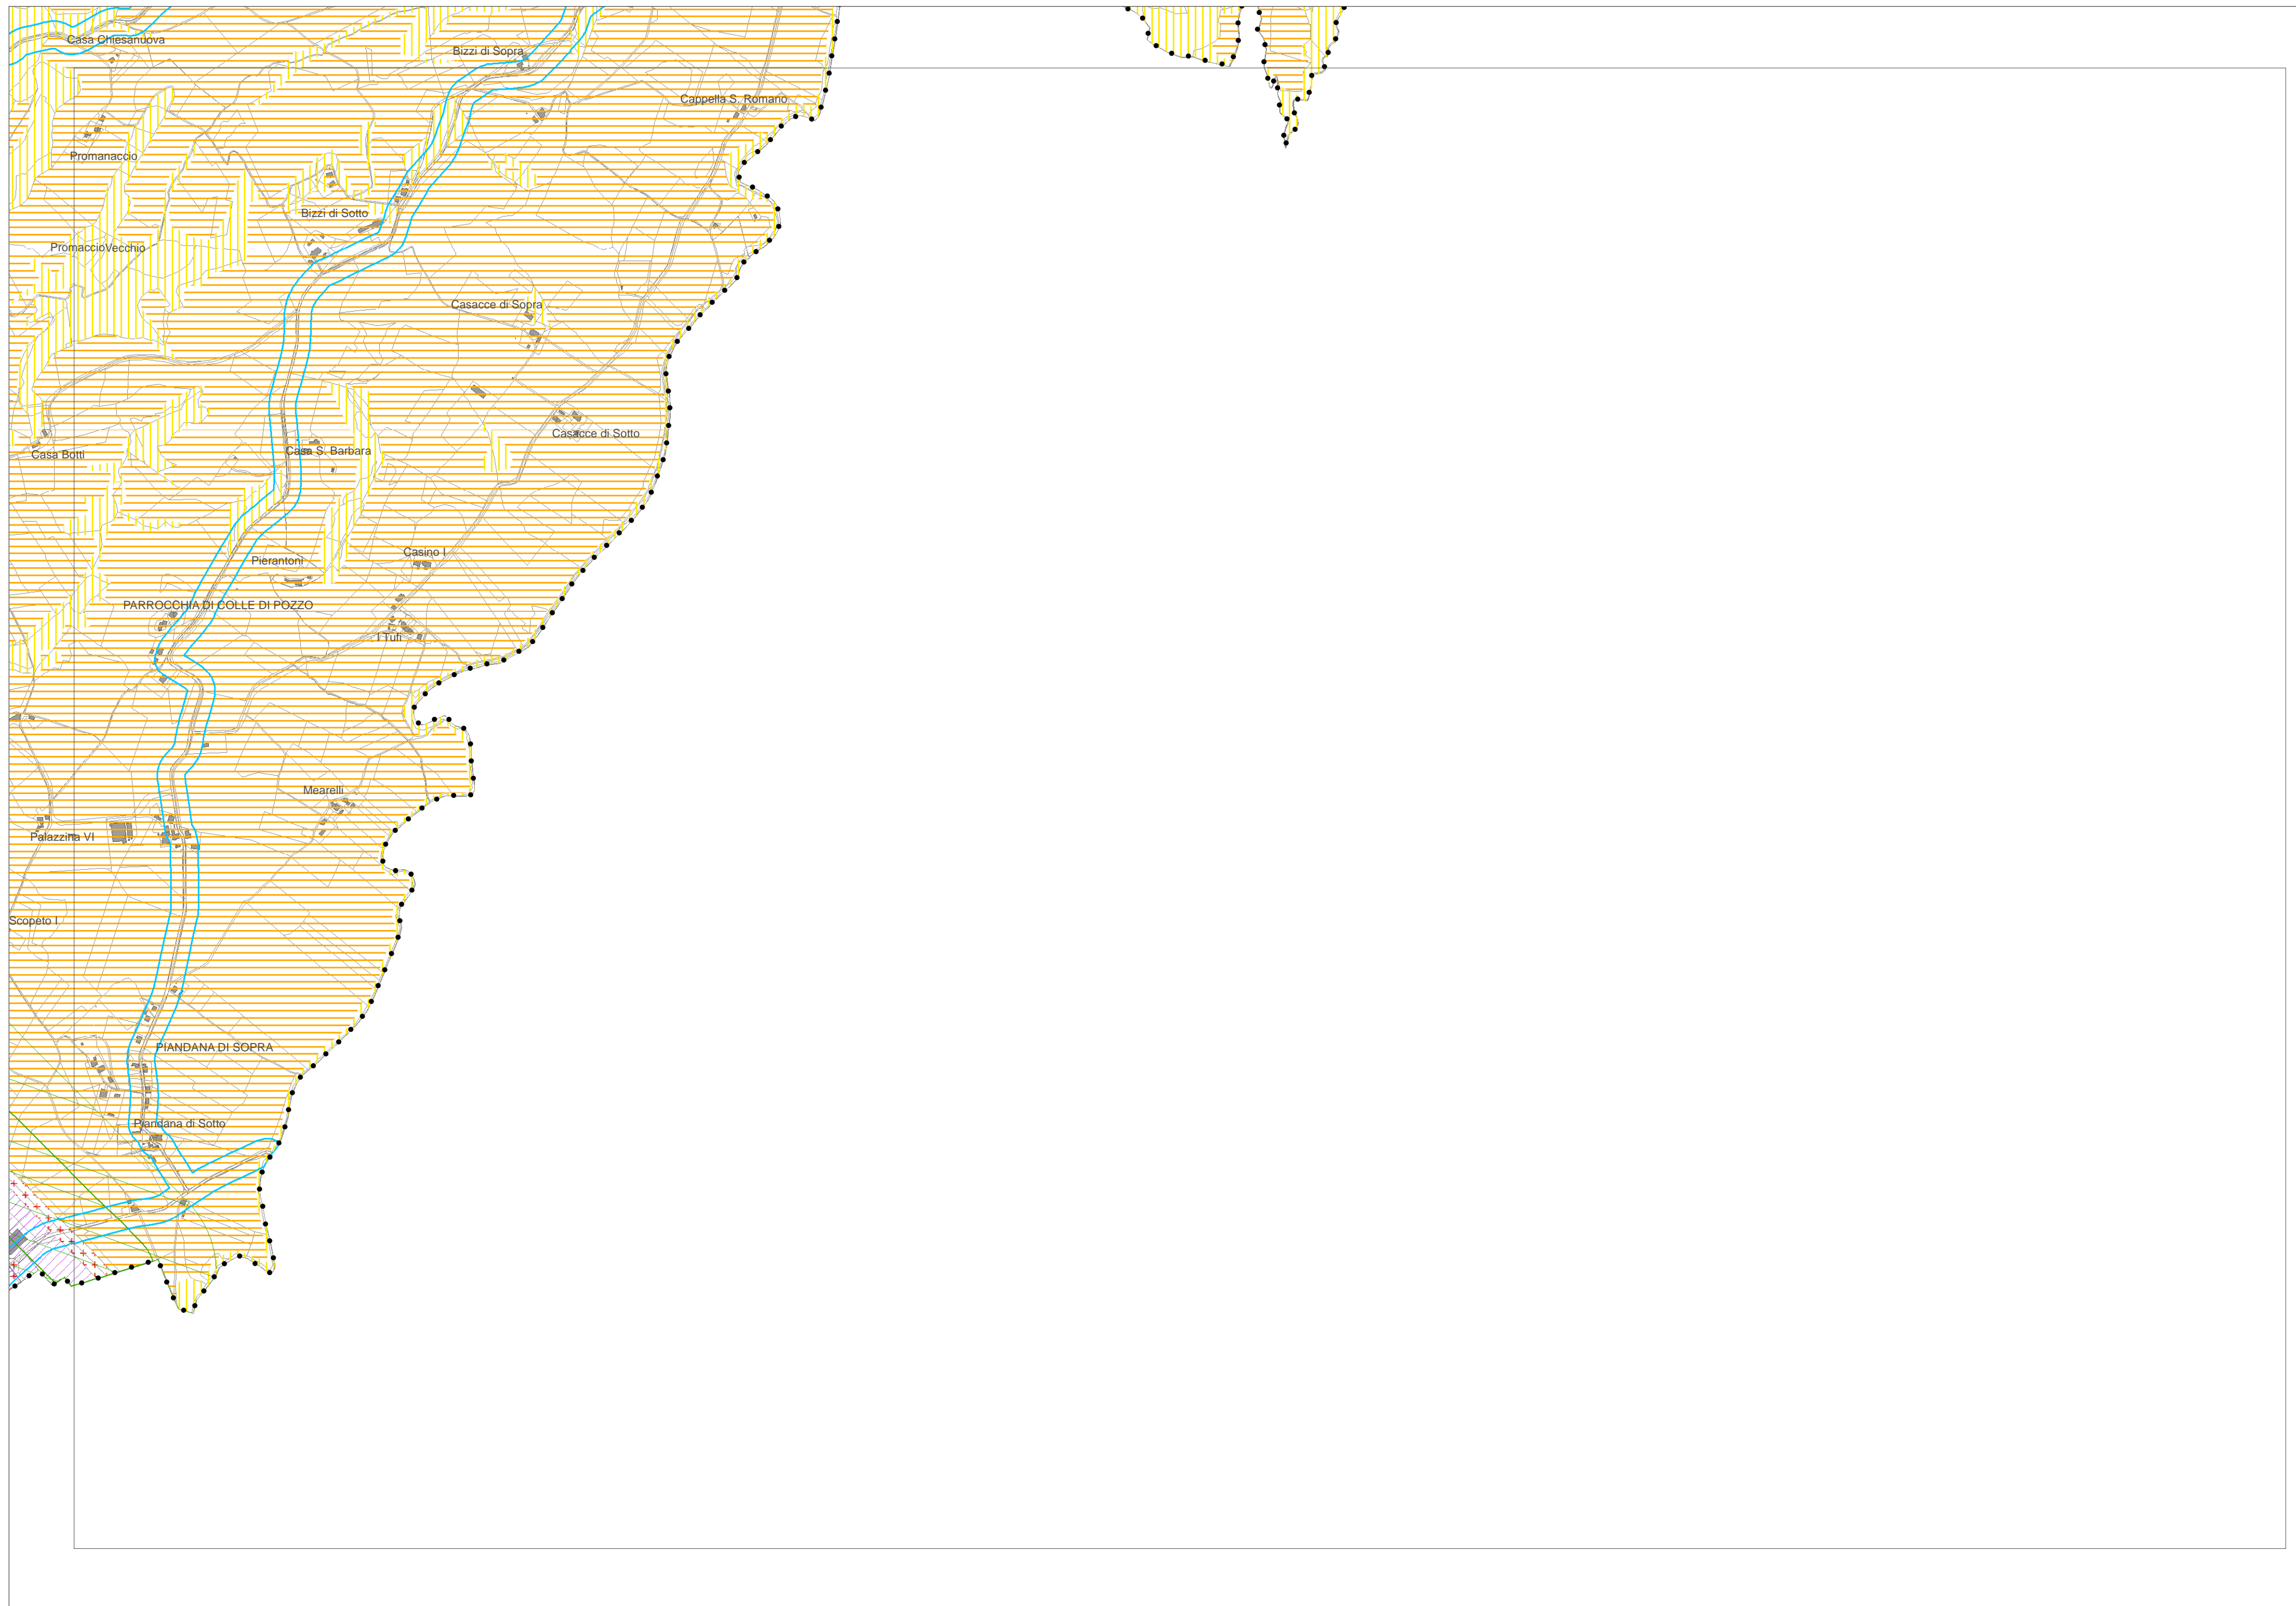 Casa Chiesanuova
Bizzi di Sopra
Cappella S. Romano
Promanaccio
Bizzi di Sotto
PromaccioVecchio
Casacce di Sopra
Casacce di Sotto
Casa Botti
Casa S. Barbara
Casino I
Pierantoni
PARROCCHIA DI COLLE DI POZZO
I Tufi
Mearelli
Palazzina VI
Scopeto I
PIANDANA DI SOPRA
Piandana di Sotto